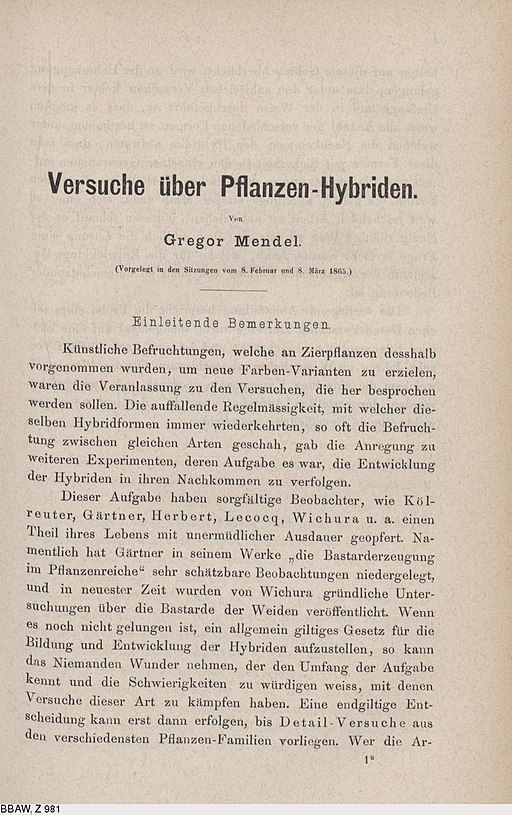 Versuche über Pflanzen-Hybriden.
Von
Gregor Mendel.
(Vorgelegt in den Sitzungen vom 8. Februar und 8. März 1865.)
Einleitende Bemerkungen.
Künstliche Befruchtungen, welche an Zierpflanzen desshalb
vorgenommen wurden, um neue Farben-Varianten zu erzielen,
waren die Veranlassung zu den Versuchen, die her besprochen
werden sollen. Die auffallende Regelmässigkeit, mit welcher die-
selben Hybridformen immer wiederkehrten, so oft die Befruch-
tung zwischen gleichen Arten geschah, gab die Anregung zu
weiteren Experimenten, deren Aufgabe es war, die Entwicklung
der Hybriden in ihren Nachkommen zu verfolgen.
Dieser Aufgabe haben sorgfältige Beobachter, wie Köl-
reuter, Gärtner, Herbert, Lecocq, Wichura u. a. einen
Theil ihres Lebens mit unermüdlicher Ausdauer geopfert. Na-
mentlich hat Gärtner in seinem Werke „die Bastarderzeugung
im Pflanzenreiche“ sehr schätzbare Beobachtungen niedergelegt,
und in neuester Zeit wurden von Wichura gründliche Unter-
suchungen über die Bastarde der Weiden veröffentlicht. Wenn
es noch nicht gelungen ist, ein allgemein giltiges Gesetz für die
Bildung und Entwicklung der Hybriden aufzustellen, so kann
das Niemanden Wunder nehmen, der den Umfang der Aufgabe
kennt und die Schwierigkeiten zu würdigen weiss, mit denen
Versuche dieser Art zu kämpfen haben. Eine endgiltige Ent-
scheidung kann erst dann erfolgen, bis Detail-Versuche aus
den verschiedensten Pflanzen-Familien vorliegen. Wer die Ar-
1*
BBAW, Z 981